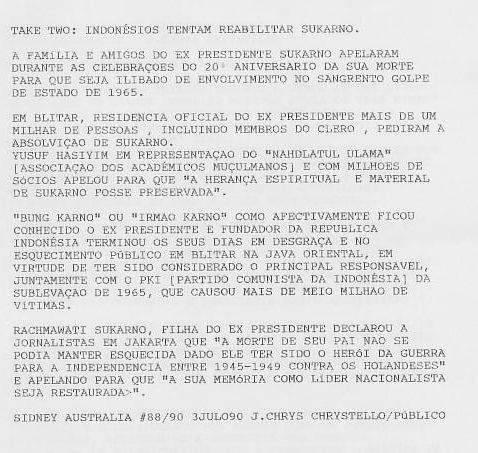 TAKE TWO: INDONÉSIOS TENTAM REABILITAR SUKARNO.
A FAMíLIA E AMIGOS DO EX PRESIDENTE SUKARNO APELARAM
DURANTE AS CELEBRAÇOES DO 20° ANIVERSARIO DA SUA MORTE
PARA QUE SEJA ILIBADO DE ENVOLVIMENTO NO SANGRENTO GOLPE
DE ESTADO DE 1965.
EM BLITAR, RESIDENCIA OFICIAL DO EX PRESIDENTE MAIS DE UM
MILHAR DE PESSOAS , INCLUINDO MEMBROS DO CLERO , PEDIRAM A
ABSOLVIÇAO DE SUKARNO.
YUSUF HASIYIM EM REPRESENTAÇAO DO "NAHDLATUL ULAMA"
[ASSOCIAÇAO DOS ACADÉMICOS MUÇULMANOS] E COM MILHOES DE
SóCIOS APELOU PARA QUE "A HERANÇA ESPIRITUAL E MATERIAL
DE SUKARNO FOSSE PRESERVADA".
"BUNG KARNO" OU "IRMAO KARNO" COMO AFECTIVAMENTE FICOU
CONHECIDO O EX PRESIDENTE E FUNDADOR DA REPUBLICA
INDONÉSIA TERMINOU OS SEUS DIAS EM DESGRAÇA E NO
ESQUECIMENTO PúBLICO EM BLITAR NA JAVA ORIENTAL, EM
VIRTUDE DE TER SIDO CONSIDERADO O PRINCIPAL RESPONSAVEL,
JUNTAMENTE COM O PKI [PARTIDO COMUNISTA DA INDONÉSIA] DA
SUBLEVAÇAO DE 1965, QUE CAUSOU MAIS DE MEIO MILHAO DE
VíTIMAS.
RACHMAWATI SUKARNO, FILHA DO EX PRESIDENTE DECLAROU A
JORNALISTAS EM JAKARTA QUE "A MORTE DE SEU PAI NAO SE
PODIA MANTER ESQUECIDA DADO ELE TER SIDO O HERóI DA GUERRA
PARA A INDEPENDENCIA ENTRE 1945-1949 CONTRA OS HOLANDESES"
E APELANDO PARA QUE "A SUA MEMóRIA COMO LíDER NACIONALISTA
SEJA RESTAURADA>".
SIDNEY AUSTRALIA #88/90 3JULO90 J.CHRYS CHRYSTELLO/PúBLICO